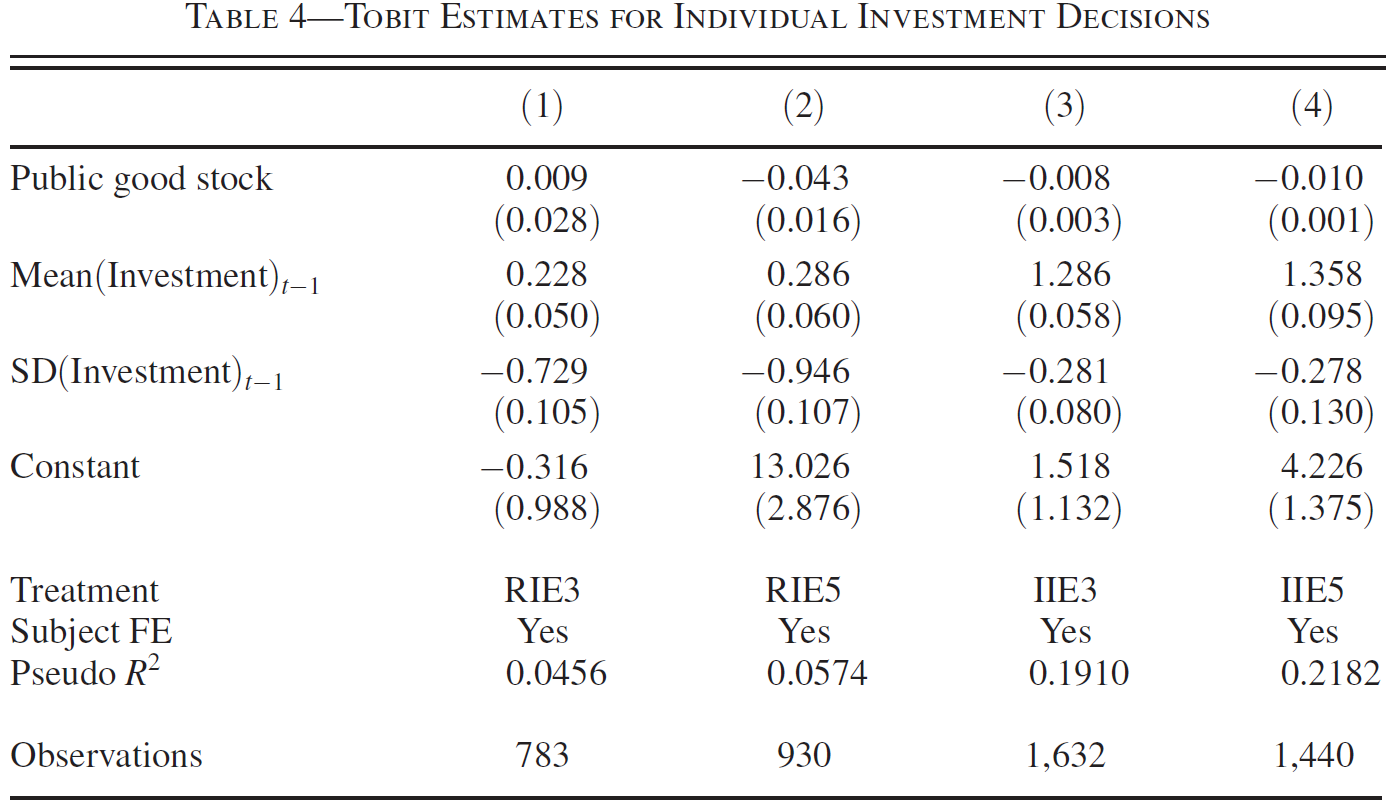 TABLE 4—TOBIT ESTIMATES FOR INDIVIDUAL INVESTMENT DECISIONS
(1) (2) (3) (4)
Public good stock 0.009 −0.043 −0.008 −0.010
(0.028) (0.016) (0.003) (0.001)
Mean(Investment)t−1 0.228 0.286 1.286 1.358
(0.050) (0.060) (0.058) (0.095)
SD(Investment)t−1 −0.729 −0.946 −0.281 −0.278
(0.105) (0.107) (0.080) (0.130)
Constant −0.316 13.026 1.518 4.226
(0.988) (2.876) (1.132) (1.375)
Treatment RIE3 RIE5 IIE3 IIE5
Subject FE Yes Yes Yes Yes
Pseudo R² 0.0456 0.0574 0.1910 0.2182
Observations 783 930 1,632 1,440